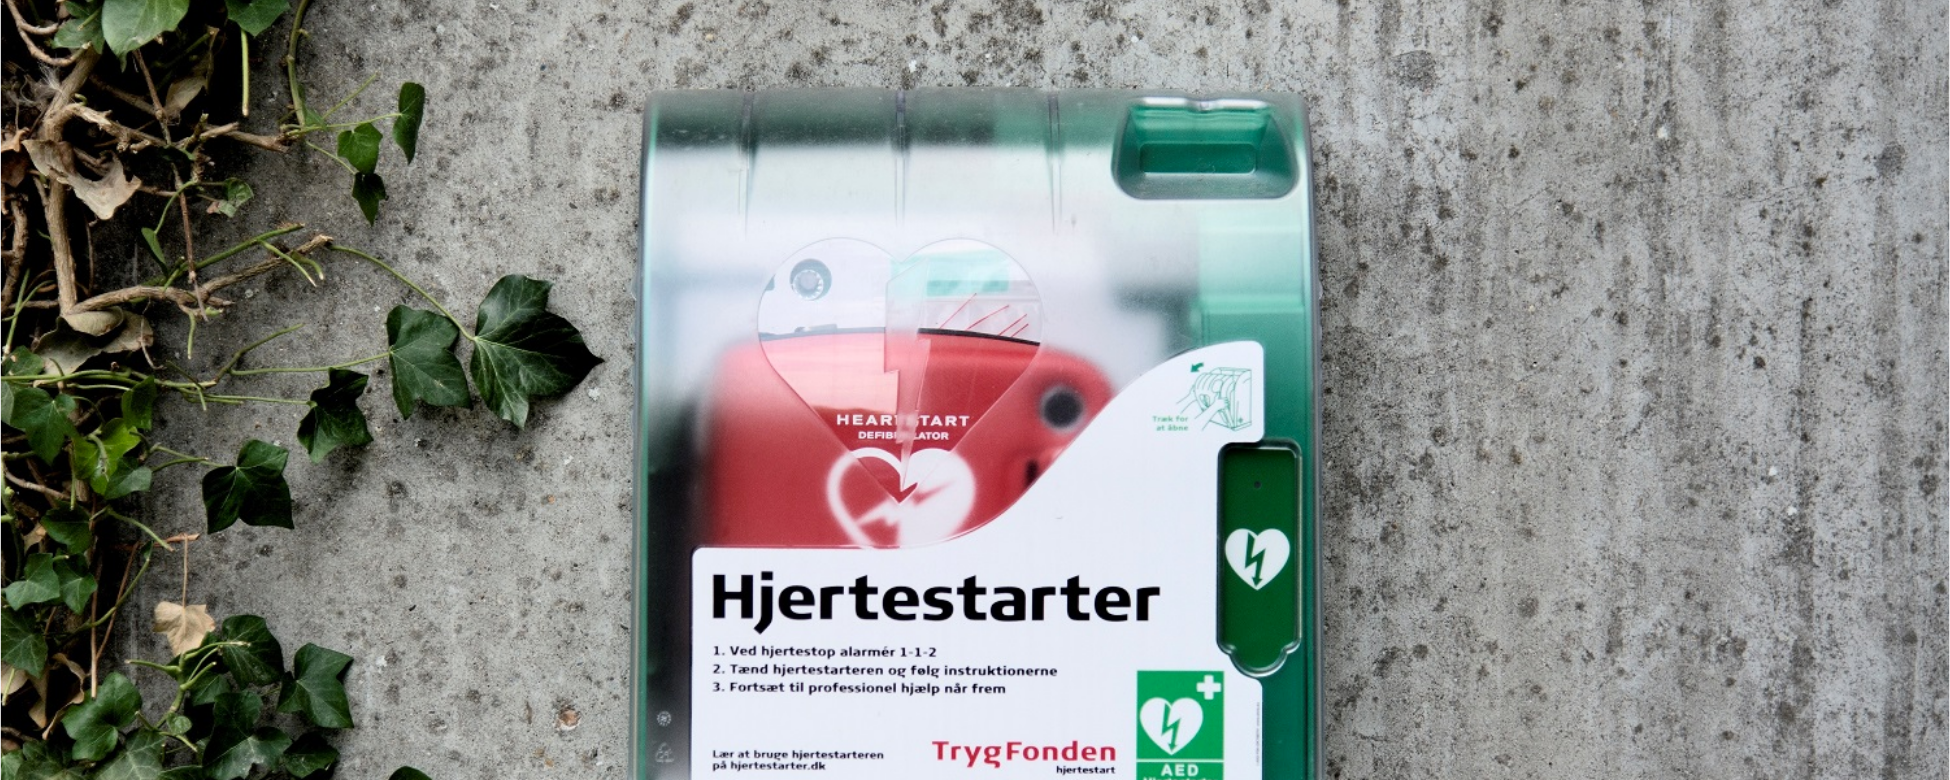 HEARTSTART
DEFIBRILLATOR
Træk for
at åbne
Hjertestarter
1. Ved hjertestop alarmér 1-1-2
2. Tænd hjertestarteren og følg instruktionerne
3. Fortsæt til professionel hjælp når frem
Lær at bruge hjertestarteren
på hjertestarter.dk
TrygFonden
hjertestart
AED